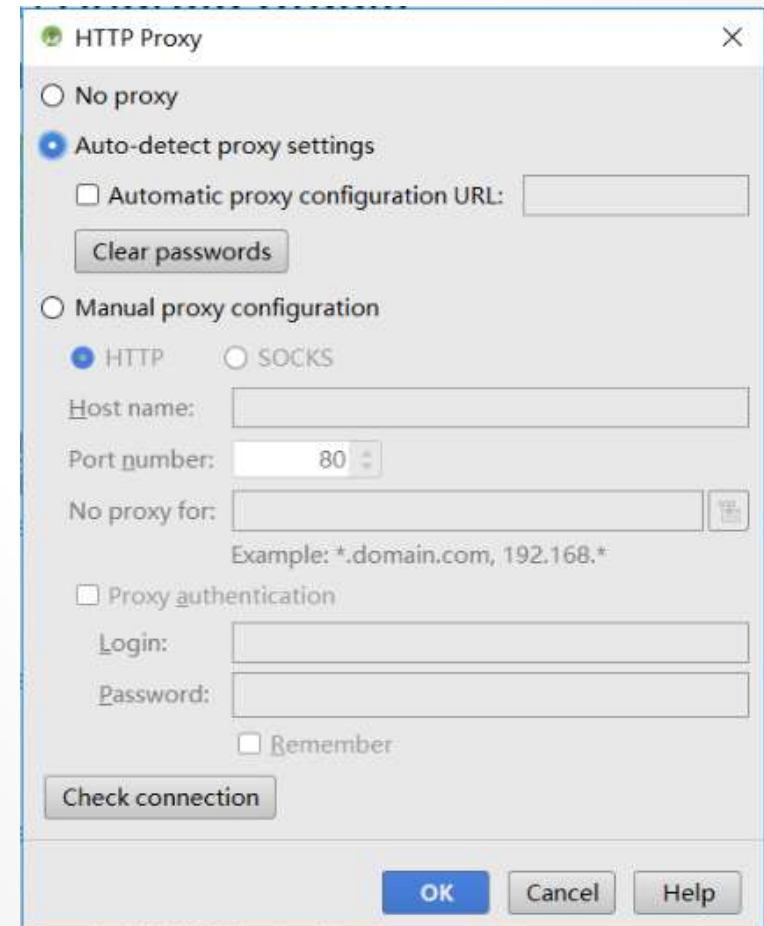 HTTP Proxy
No proxy
Auto-detect proxy settings
Automatic proxy configuration URL:
Clear passwords
Manual proxy configuration
HTTP SOCKS
Host name:
Port number: 80
No proxy for:
Example: *.domain.com, 192.168.*
Proxy authentication
Login:
Password:
Remember
Check connection
OK Cancel Help